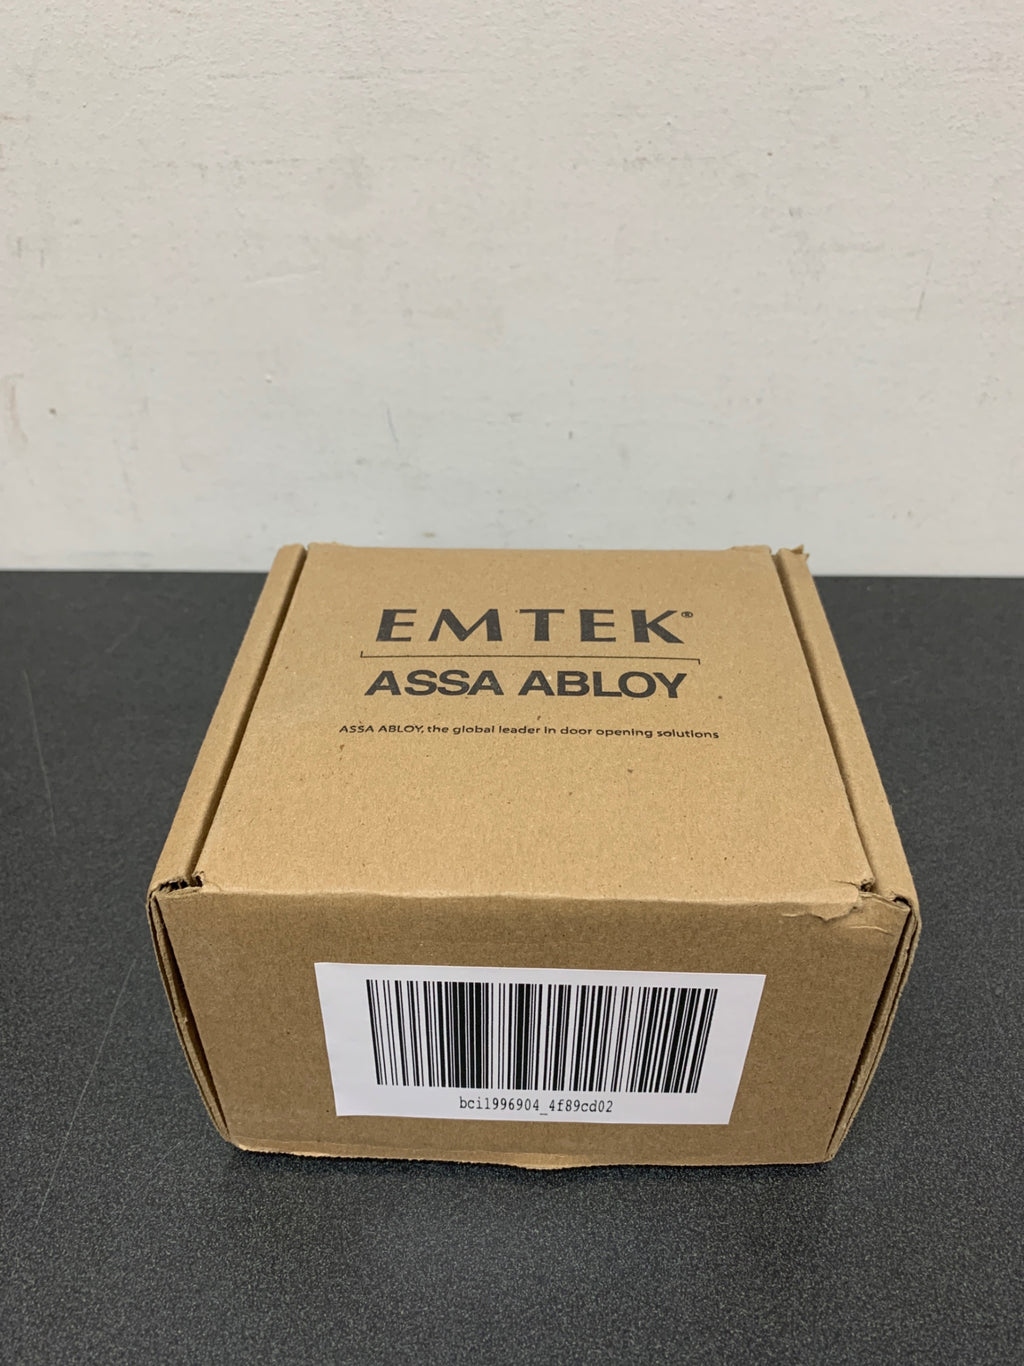 EMTEK®
ASSA ABLOY
ASSA ABLOY, the global leader in door opening solutions
bci1996904_4f89cd02